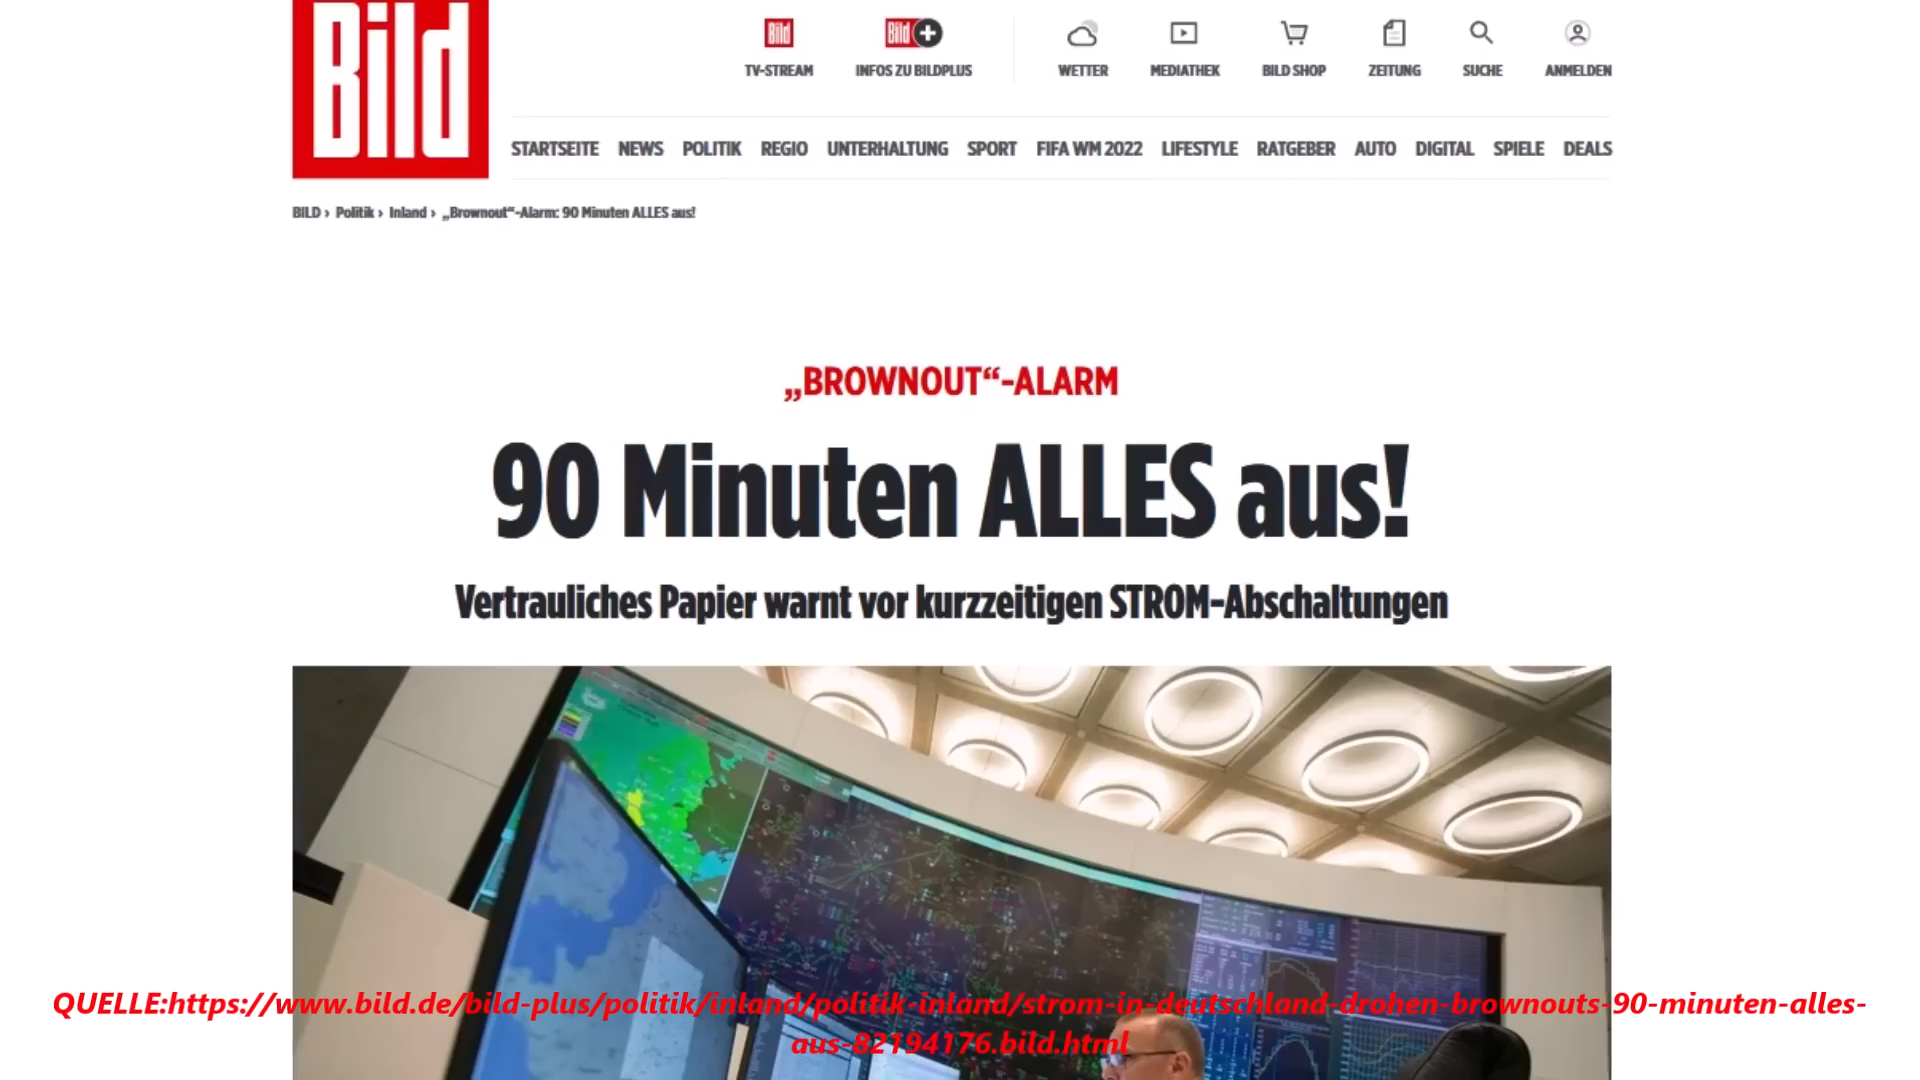 Bild
Bild
Bild
TV-STREAM
INFOS ZU BILDPLUS
WETTER
MEDIATHEK
BILD SHOP
ZEITUNG
SUCHE
ANMELDEN
STARTSEITE NEWS POLITIK REGIO UNTERHALTUNG SPORT FIFA WM 2022 LIFESTYLE RATGEBER AUTO DIGITAL SPIELE DEALS
BILD › Politik › Inland › „Brownout“-Alarm: 90 Minuten ALLES aus!
„BROWNOUT“-ALARM
90 Minuten ALLES aus!
Vertrauliches Papier warnt vor kurzzeitigen STROM-Abschaltungen
QUELLE:https://www.bild.de/bild-plus/politik/inland/politik-inland/strom-in-deutschland-drohen-brownouts-90-minuten-alles-
aus-82194176.bild.html